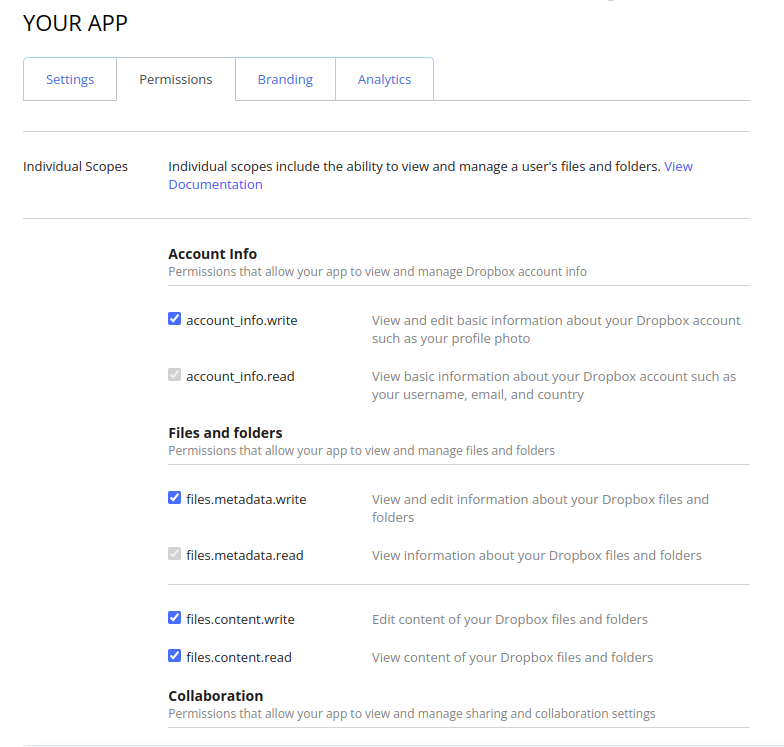 YOUR APP
Settings
Permissions
Branding
Analytics
Individual Scopes
Individual scopes include the ability to view and manage a user's files and folders. View
Documentation
Account Info
Permissions that allow your app to view and manage Dropbox account info
account_info.write
View and edit basic information about your Dropbox account
such as your profile photo
account_info.read
View basic information about your Dropbox account such as
your username, email, and country
Files and folders
Permissions that allow your app to view and manage files and folders
files.metadata.write
View and edit information about your Dropbox files and
folders
files.metadata.read
View information about your Dropbox files and folders
files.content.write
Edit content of your Dropbox files and folders
files.content.read
View content of your Dropbox files and folders
Collaboration
Permissions that allow your app to view and manage sharing and collaboration settings